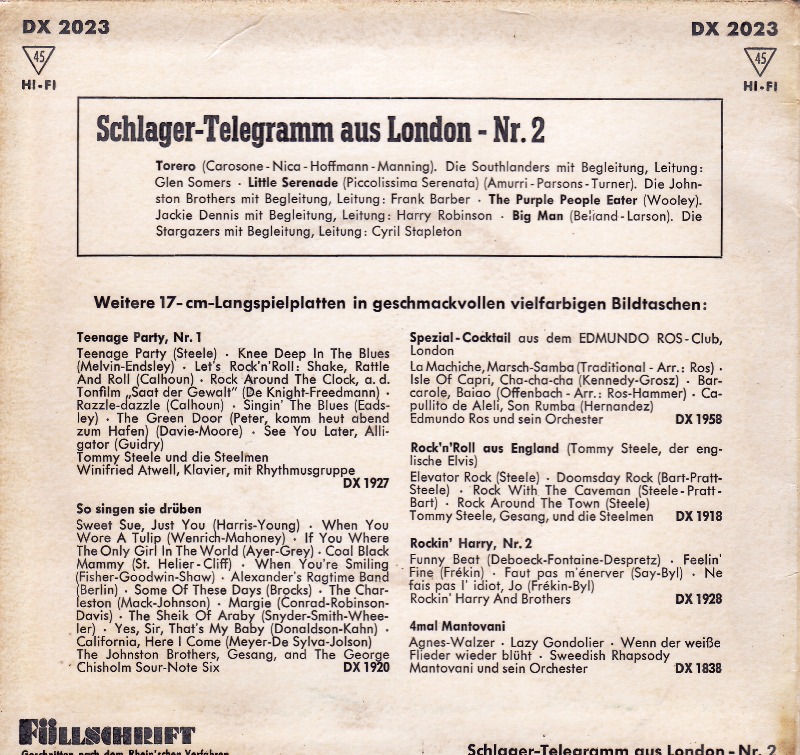 DX 2023
DX 2023
45
45
HI-FI
HI-FI
Schlager-Telegramm aus London - Nr. 2
Torero (Carosone-Nica-Hoffmann-Manning). Die Southlanders mit Begleitung, Leitung:
Glen Somers · Little Serenade (Piccolissima Serenata) (Amurri-Parsons-Turner). Die John-
ston Brothers mit Begleitung, Leitung: Frank Barber · The Purple People Eater (Wooley).
Jackie Dennis mit Begleitung, Leitung: Harry Robinson · Big Man (Belland-Larson). Die
Stargazers mit Begleitung, Leitung: Cyril Stapleton
Weitere 17-cm-Langspielplatten in geschmackvollen vielfarbigen Bildtaschen:
Teenage Party, Nr. 1
Teenage Party (Steele) · Knee Deep In The Blues
(Melvin-Endsley) · Let's Rock'n'Roll: Shake, Rattle
And Roll (Calhoun) · Rock Around The Clock, a. d.
Tonfilm „Saat der Gewalt" (De Knight-Freedmann) ·
Razzle-dazzle (Calhoun) · Singin' The Blues (Eads-
ley) · The Green Door (Peter, komm heut abend
zum Hafen) (Davie-Moore) · See You Later, Alli-
gator (Guidry)
Tommy Steele und die Steelmen
Winifried Atwell, Klavier, mit Rhythmusgruppe
DX 1927
So singen sie drüben
Sweet Sue, Just You (Harris-Young) · When You
Wore A Tulip (Wenrich-Mahoney) · If You Where
The Only Girl In The World (Ayer-Grey) · Coal Black
Mammy (St. Helier-Cliff) · When You're Smiling
(Fisher-Goodwin-Shaw) · Alexander's Ragtime Band
(Berlin) · Some Of These Days (Brocks) · The Char-
leston (Mack-Johnson) · Margie (Conrad-Robinson-
Davis) · The Sheik Of Araby (Snyder-Smith-Whee-
ler) · Yes, Sir, That's My Baby (Donaldson-Kahn) ·
California, Here I Come (Meyer-De Sylva-Jolson)
The Johnston Brothers, Gesang, and The George
Chisholm Sour-Note Six DX 1920
Spezial-Cocktail aus dem EDMUNDO ROS-Club,
London
La Machiche, Marsch-Samba (Traditional - Arr.: Ros) ·
Isle Of Capri, Cha-cha-cha (Kennedy-Grosz) · Bar-
carole, Baiao (Offenbach - Arr.: Ros-Hammer) · Ca-
pullito de Aleli, Son Rumba (Hernandez)
Edmundo Ros und sein Orchester DX 1958
Rock'n'Roll aus England (Tommy Steele, der eng-
lische Elvis)
Elevator Rock (Steele) · Doomsday Rock (Bart-Pratt-
Steele) · Rock With The Caveman (Steele-Pratt-
Bart) · Rock Around The Town (Steele)
Tommy Steele, Gesang, und die Steelmen DX 1918
Rockin' Harry, Nr. 2
Funny Beat (Deboeck-Fontaine-Despretz) · Feelin'
Fine (Frékin) · Faut pas m'énerver (Say-Byl) · Ne
fais pas l' idiot, Jo (Frékin-Byl)
Rockin' Harry And Brothers DX 1928
4mal Mantovani
Agnes-Walzer · Lazy Gondolier · Wenn der weiße
Flieder wieder blüht · Sweedish Rhapsody
Mantovani und sein Orchester DX 1838
FÜLLSCHRIFT
Geschnitten nach dem Rhein'schen Verfahren
Schlager-Telegramm aus London - Nr. 2